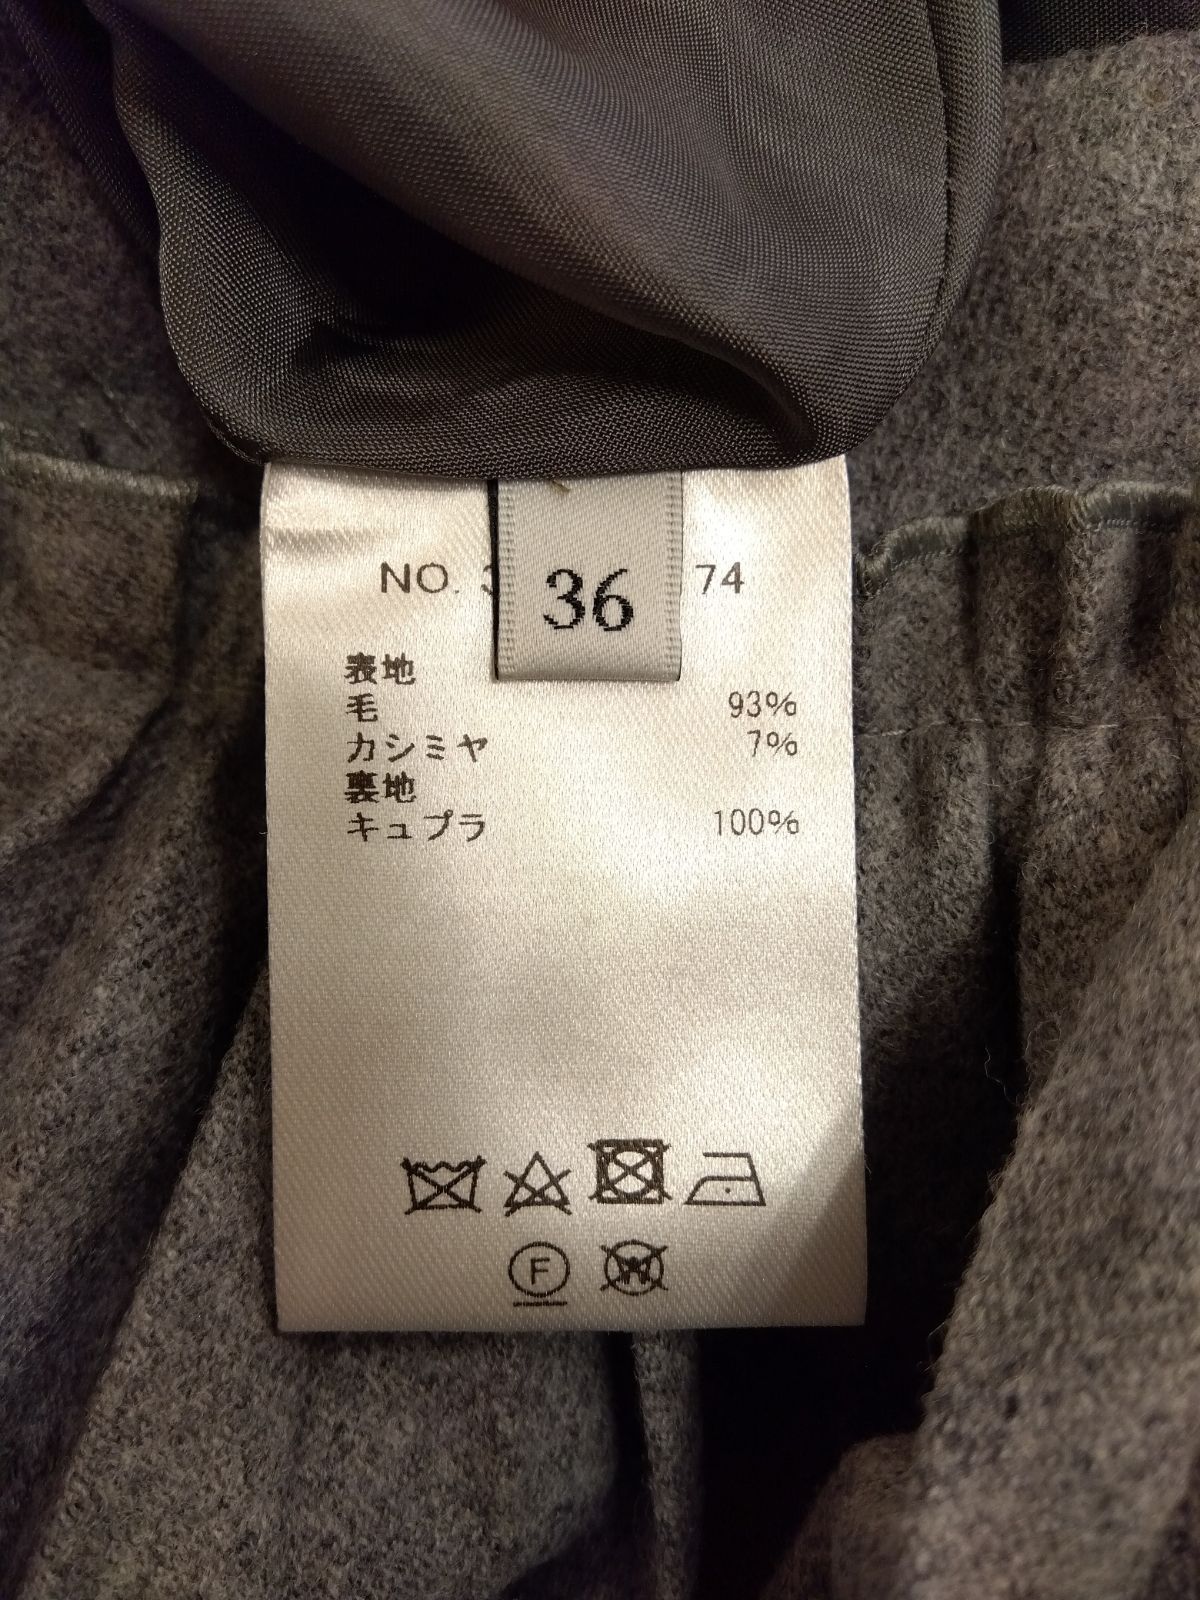 NO. 3 74
36
表地
毛 93%
カシミヤ 7%
裏地
キュプラ 100%
F
W